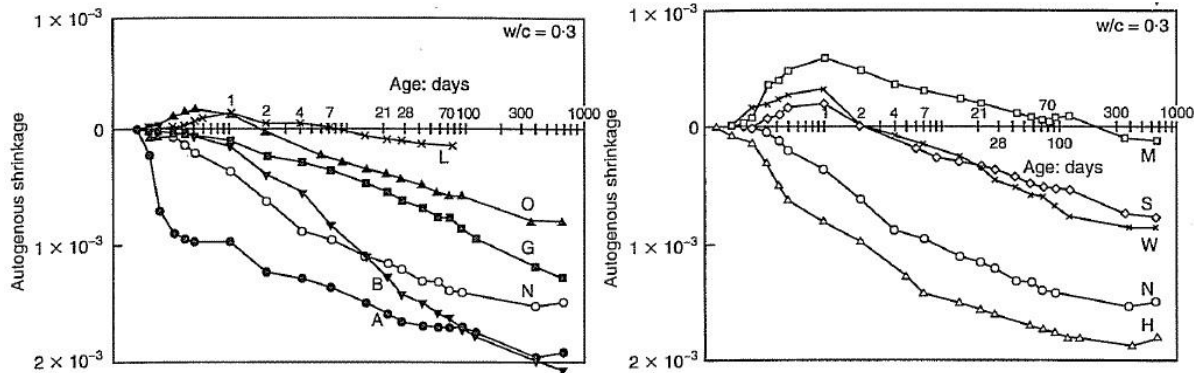 1 × 10⁻³
w/c = 0·3
Age: days
1 2 4 7 21 28 70 100 300 1000
0
L
O
G
N
B
A
1 × 10⁻³
2 × 10⁻³
Autogenous shrinkage
1 × 10⁻³
w/c = 0·3
70 300 1000
0
1 2 4 7 21
28 100
Age: days
M
S
W
N
H
1 × 10⁻³
2 × 10⁻³
Autogenous shrinkage